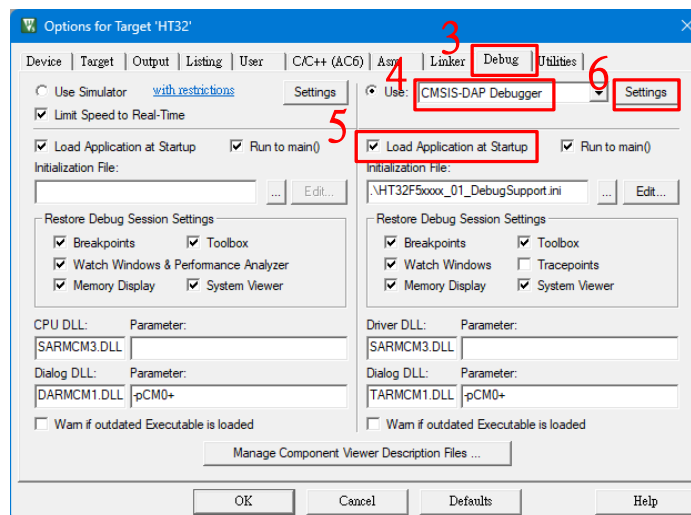 Options for Target 'HT32'
3
Device Target Output Listing User C/C++ (AC6) Asm Linker Debug Utilities
4 6
Use Simulator with restrictions Settings Use: CMSIS-DAP Debugger Settings
Limit Speed to Real-Time
5
Load Application at Startup Run to main() Load Application at Startup Run to main()
Initialization File: Initialization File:
... Edit... .\HT32F5xxxx_01_DebugSupport.ini ... Edit...
Restore Debug Session Settings Restore Debug Session Settings
Breakpoints Toolbox Breakpoints Toolbox
Watch Windows & Performance Analyzer Watch Windows Tracepoints
Memory Display System Viewer Memory Display System Viewer
CPU DLL: Parameter: Driver DLL: Parameter:
SARMCM3.DLL SARMCM3.DLL
Dialog DLL: Parameter: Dialog DLL: Parameter:
DARMCM1.DLL -pCM0+ TARMCM1.DLL -pCM0+
Warn if outdated Executable is loaded Warn if outdated Executable is loaded
Manage Component Viewer Description Files ...
OK Cancel Defaults Help